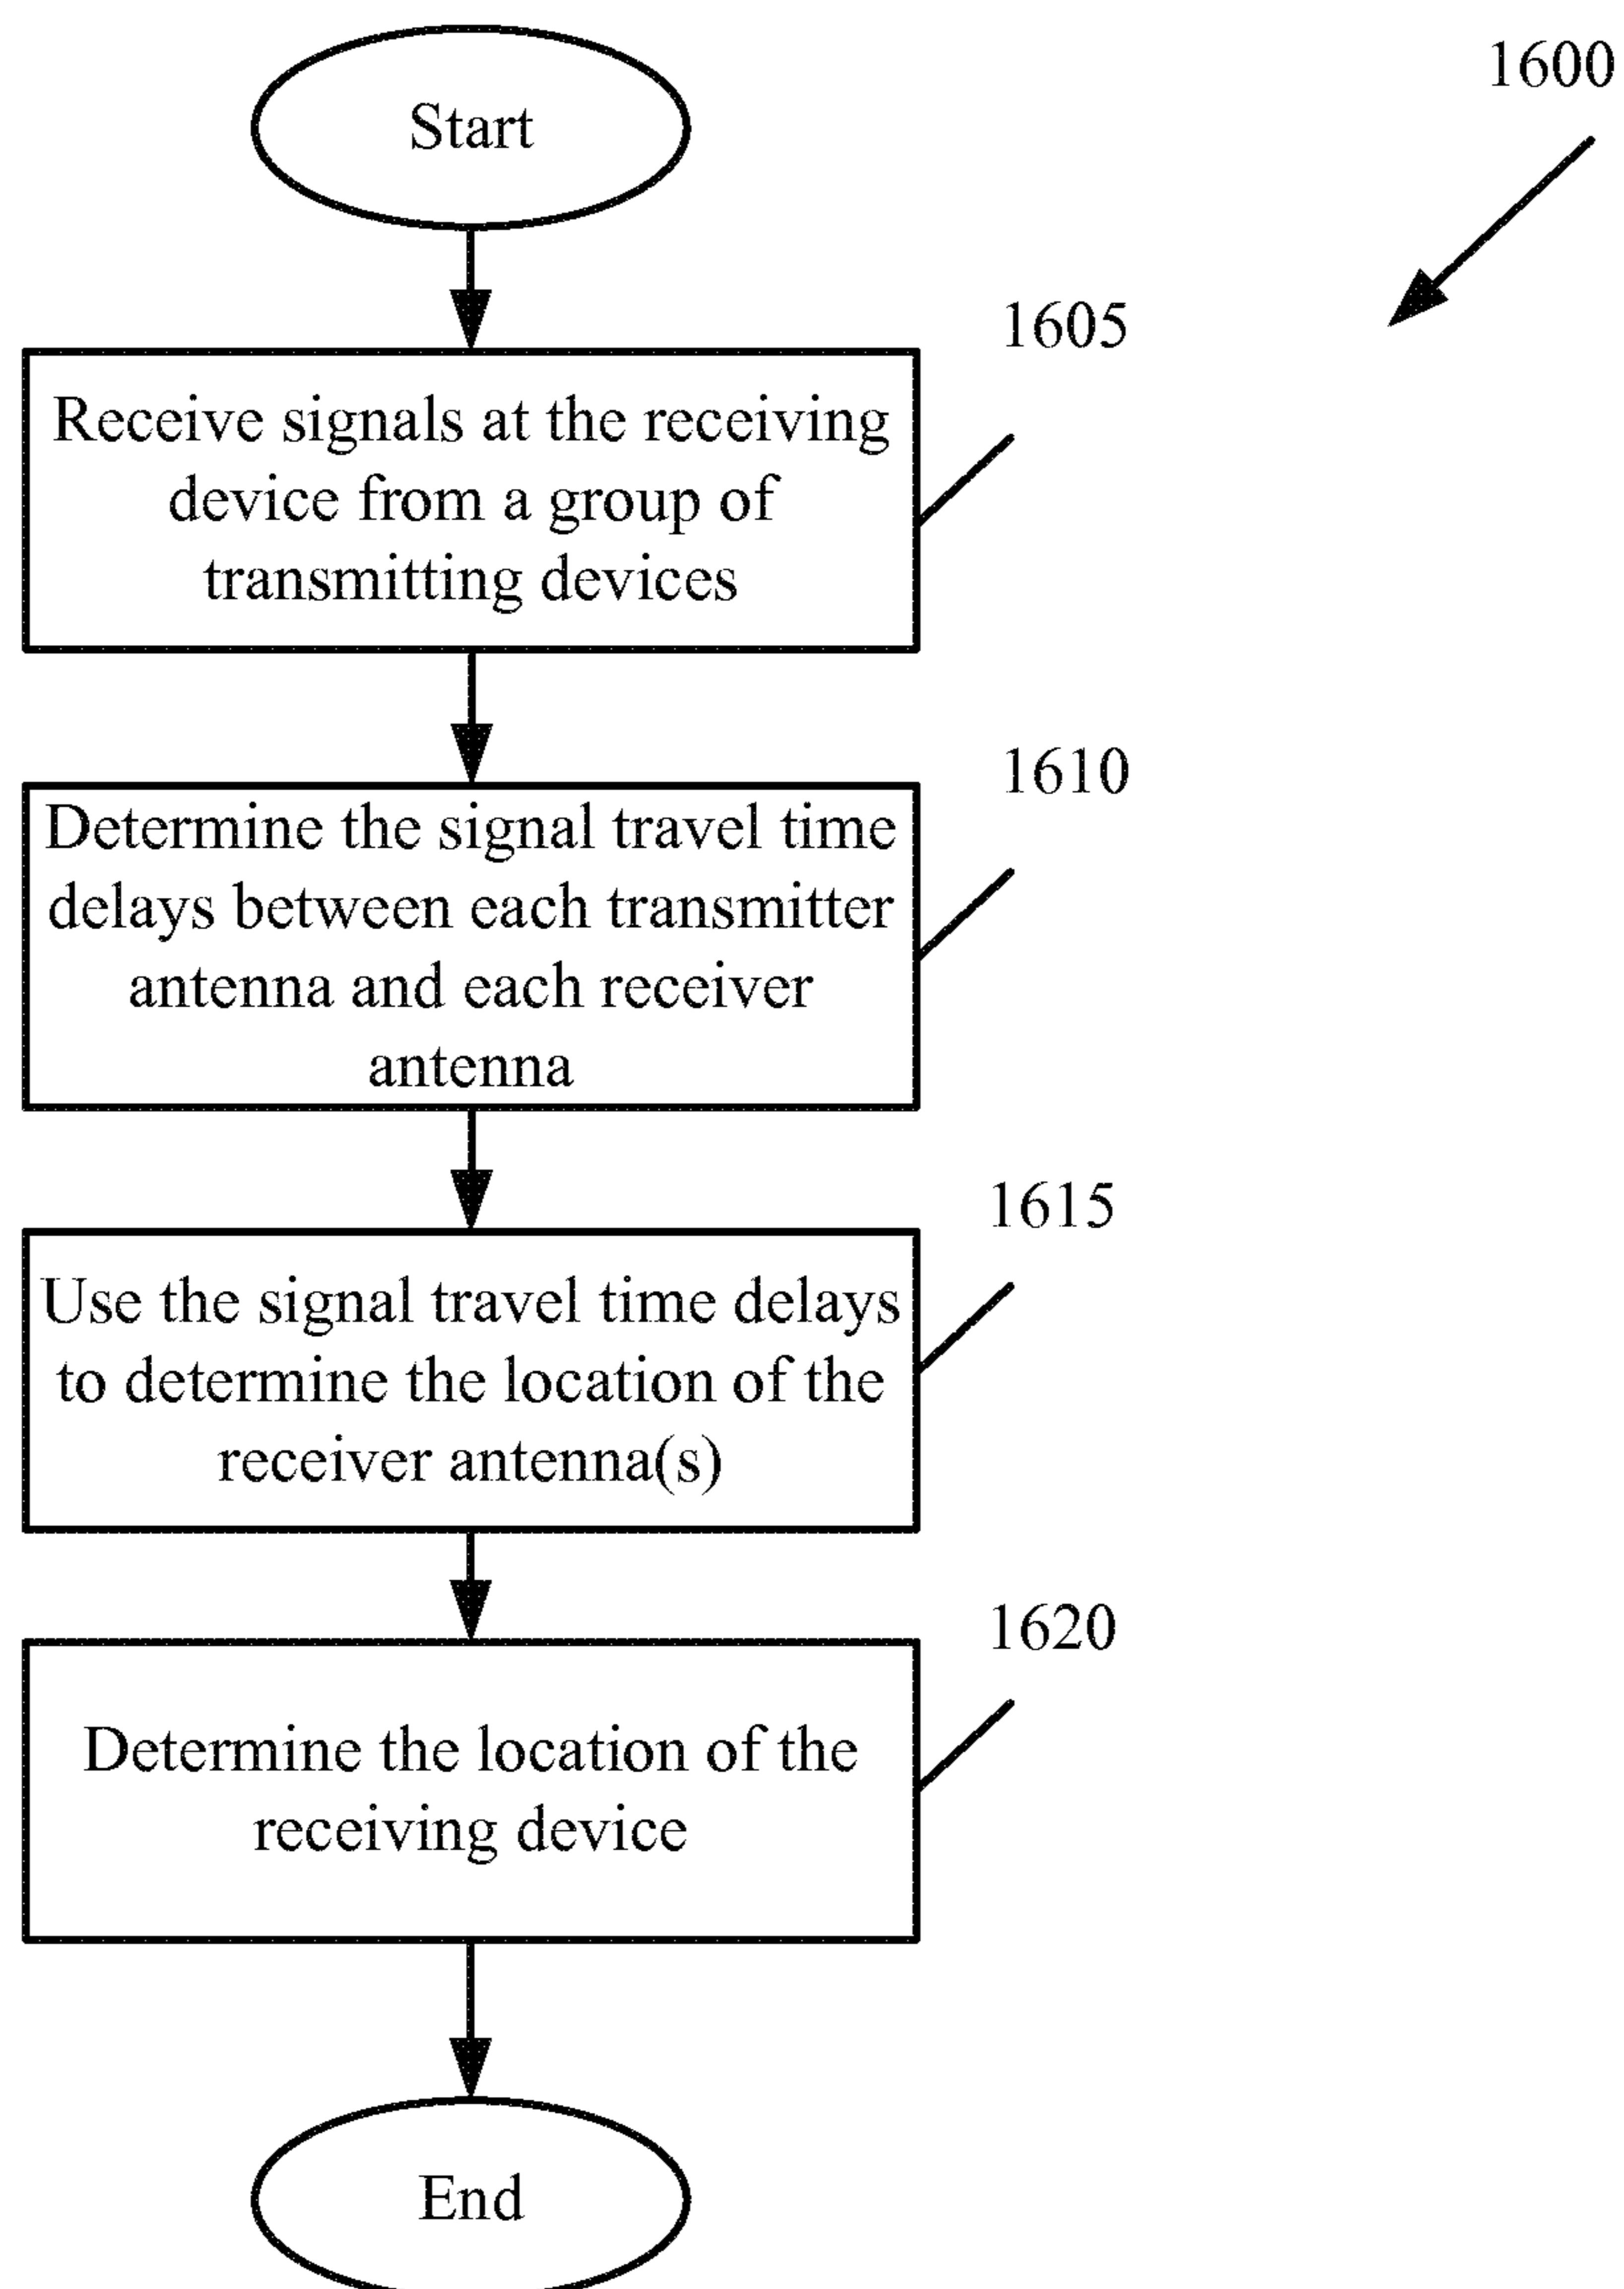 Start
1600
1605
Receive signals at the receiving
device from a group of
transmitting devices
1610
Determine the signal travel time
delays between each transmitter
antenna and each receiver
antenna
1615
Use the signal travel time delays
to determine the location of the
receiver antenna(s)
1620
Determine the location of the
receiving device
End